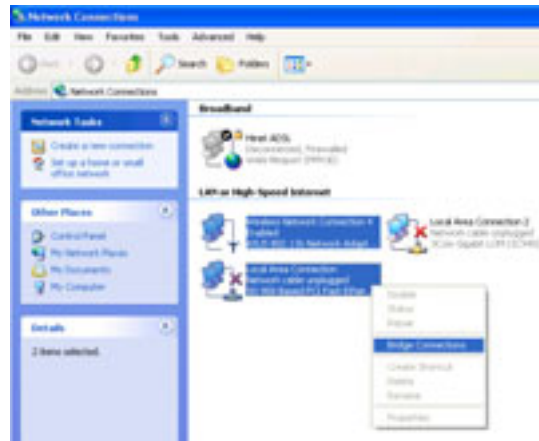 Network Connections
File Edit View Favorites Tools Advanced Help
Search Folders
Address Network Connections
Network Tasks
Create a new connection
Set up a home or small
office network
Other Places
Control Panel
My Network Places
My Documents
My Computer
Details
2 items selected.
Broadband
Hinet ADSL
Disconnected, Firewalled
LAN or High-Speed Internet
Wireless Network Connection 4
Enabled
Local Area Connection 2
Network cable unplugged
Local Area Connection
Network cable unplugged
Disable
Status
Repair
Bridge Connections
Create Shortcut
Delete
Rename
Properties